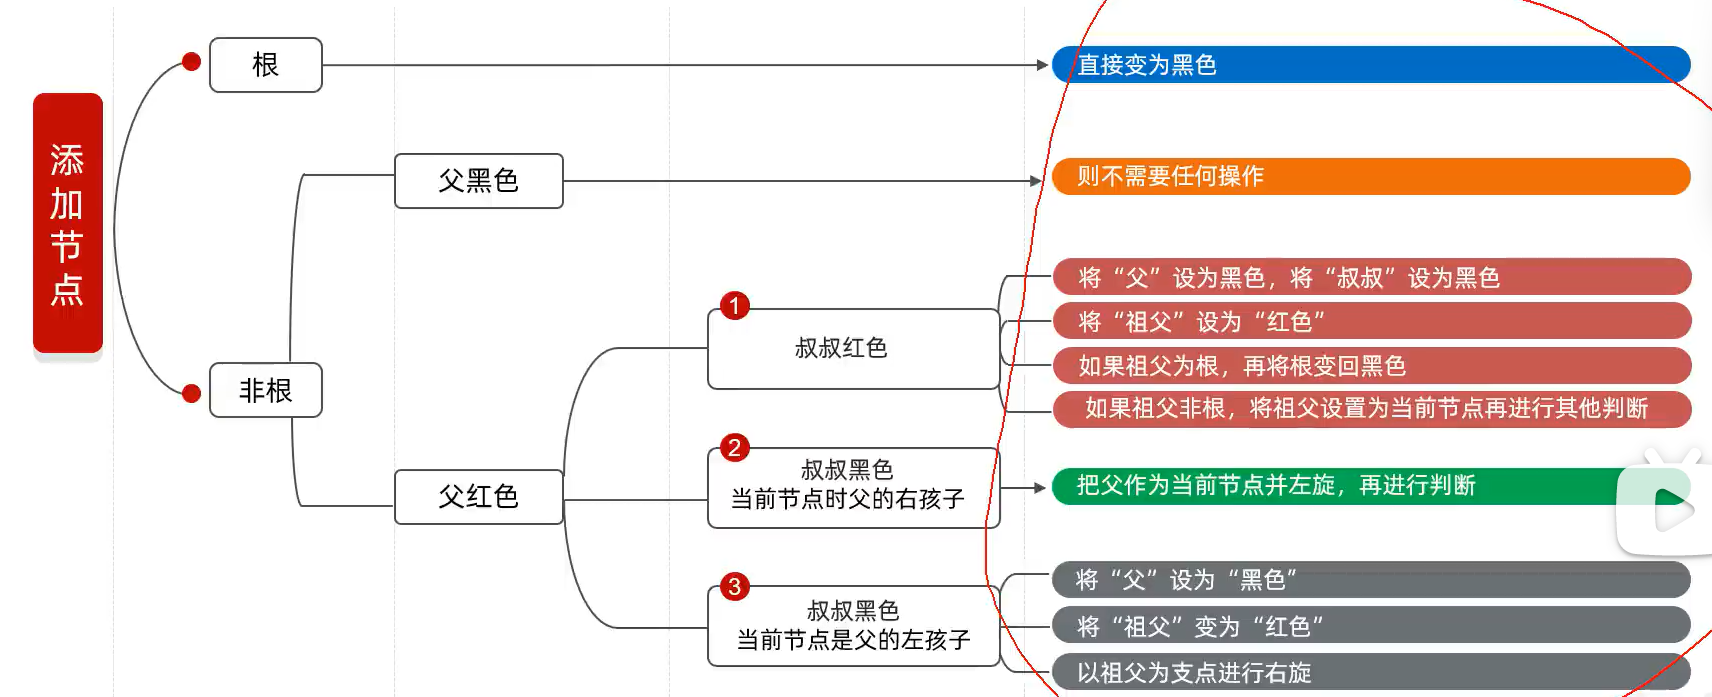 添加节点
根
直接变为黑色
非根
父黑色
则不需要任何操作
父红色
1
叔叔红色
将“父”设为黑色，将“叔叔”设为黑色
将“祖父”设为“红色”
如果祖父为根，再将根变回黑色
如果祖父非根，将祖父设置为当前节点再进行其他判断
2
叔叔黑色
当前节点时父的右孩子
把父作为当前节点并左旋，再进行判断
3
叔叔黑色
当前节点是父的左孩子
将“父”设为“黑色”
将“祖父”变为“红色”
以祖父为支点进行右旋